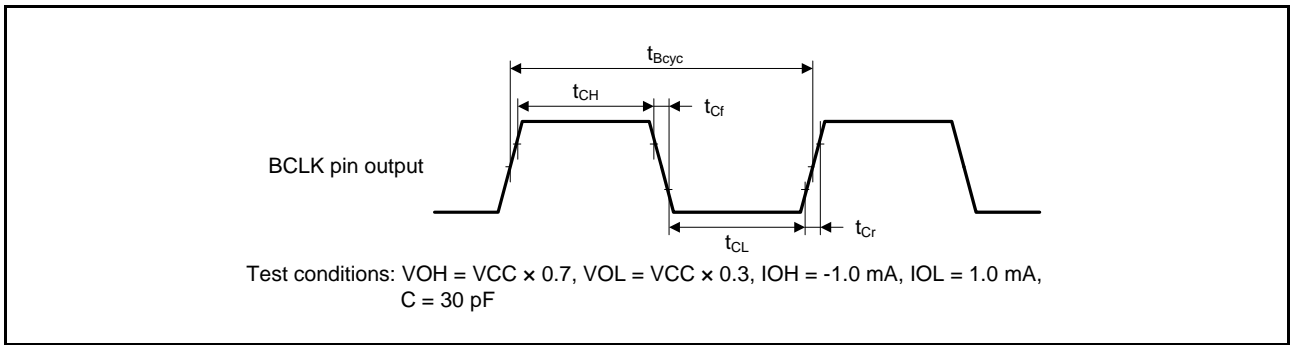 tBcyc
tCH
tCf
BCLK pin output
tCL
tCr
Test conditions: VOH = VCC × 0.7, VOL = VCC × 0.3, IOH = -1.0 mA, IOL = 1.0 mA,
C = 30 pF